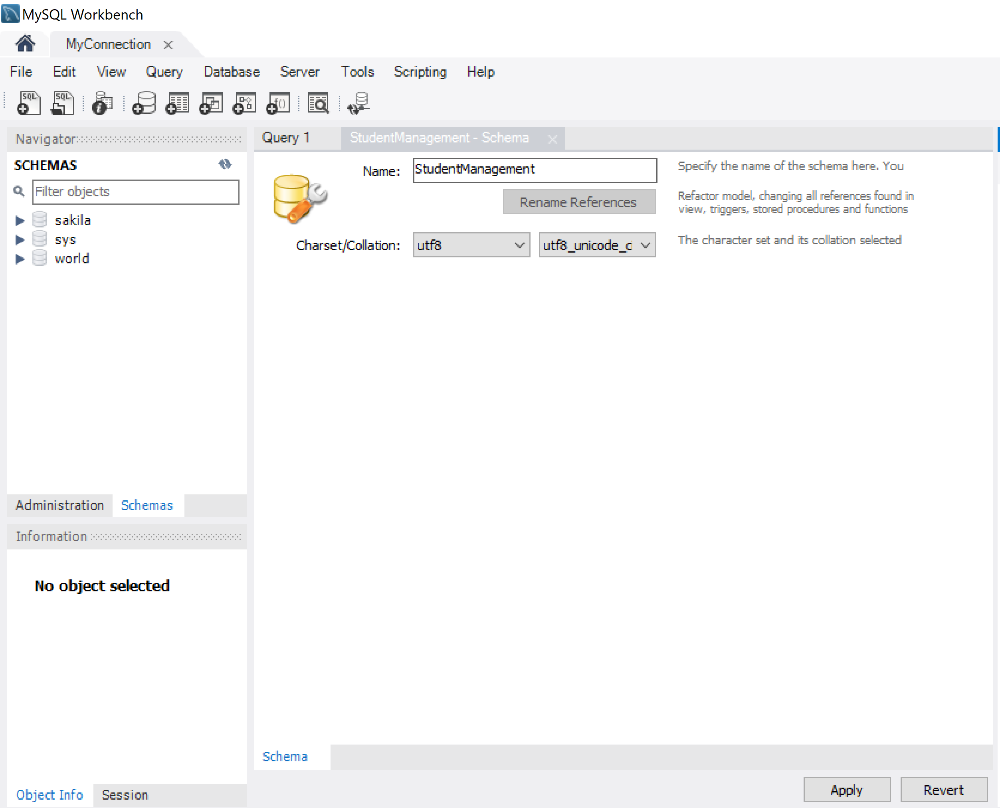 MySQL Workbench
MyConnection
File Edit View Query Database Server Tools Scripting Help
SQL SQL f()
Navigator
SCHEMAS
Filter objects
sakila
sys
world
Administration Schemas
Information
No object selected
Object Info Session
Query 1 StudentManagement - Schema
Name: StudentManagement Specify the name of the schema here. You
Rename References Refactor model, changing all references found in
view, triggers, stored procedures and functions
Charset/Collation: utf8 utf8_unicode_c The character set and its collation selected
Schema
Apply Revert